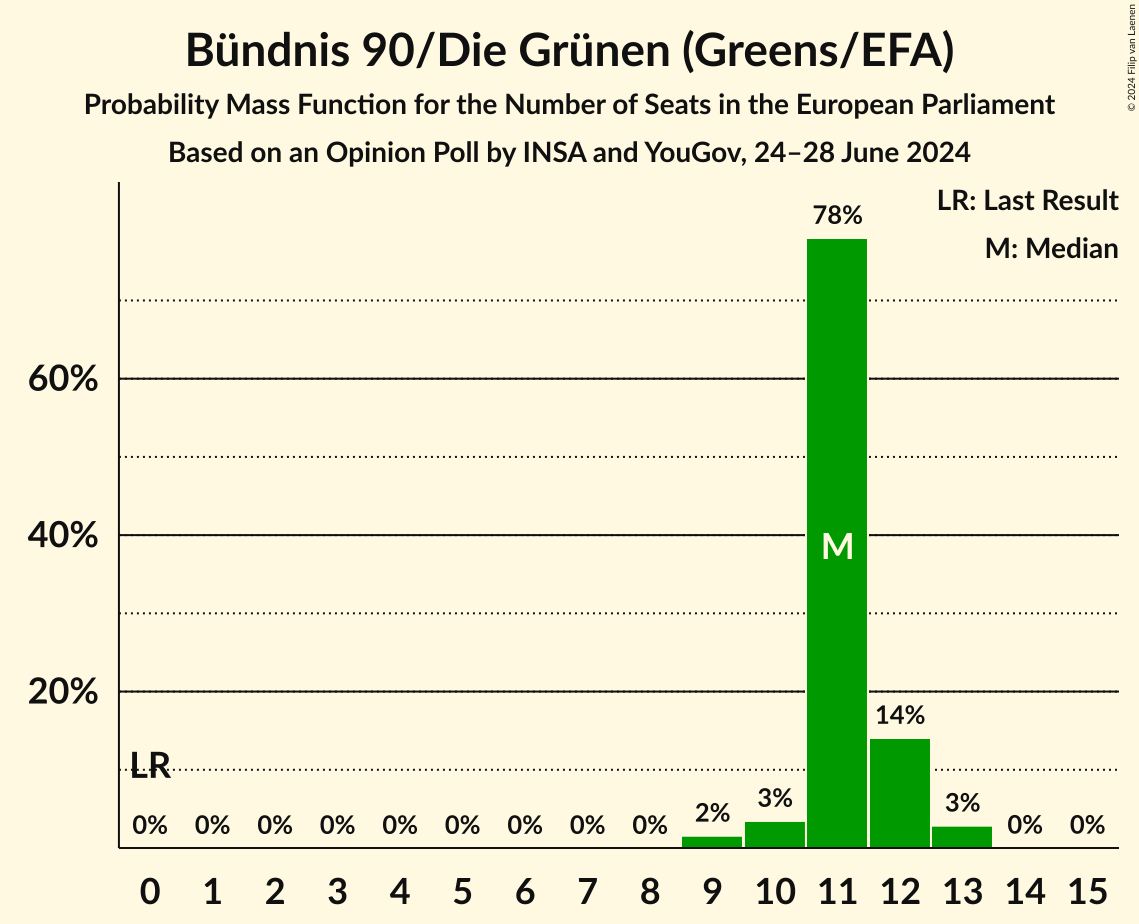 Bündnis 90/Die Grünen (Greens/EFA)
Probability Mass Function for the Number of Seats in the European Parliament
Based on an Opinion Poll by INSA and YouGov, 24–28 June 2024
© 2024 Filip van Laenen
LR: Last Result
M: Median
78%
60%
40%
M
20%
14%
LR
0% 0% 0% 0% 0% 0% 0% 0% 0% 2% 3% 3% 0% 0%
0 1 2 3 4 5 6 7 8 9 10 11 12 13 14 15